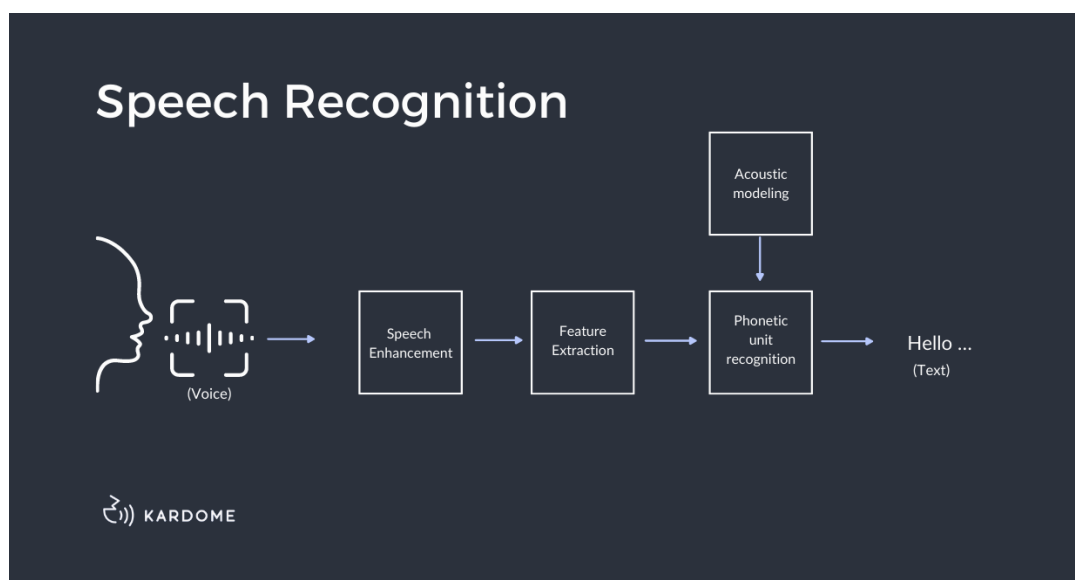 Speech Recognition
Acoustic
modeling
(Voice)
Speech
Enhancement
Feature
Extraction
Phonetic
unit
recognition
Hello ...
(Text)
KARDOME